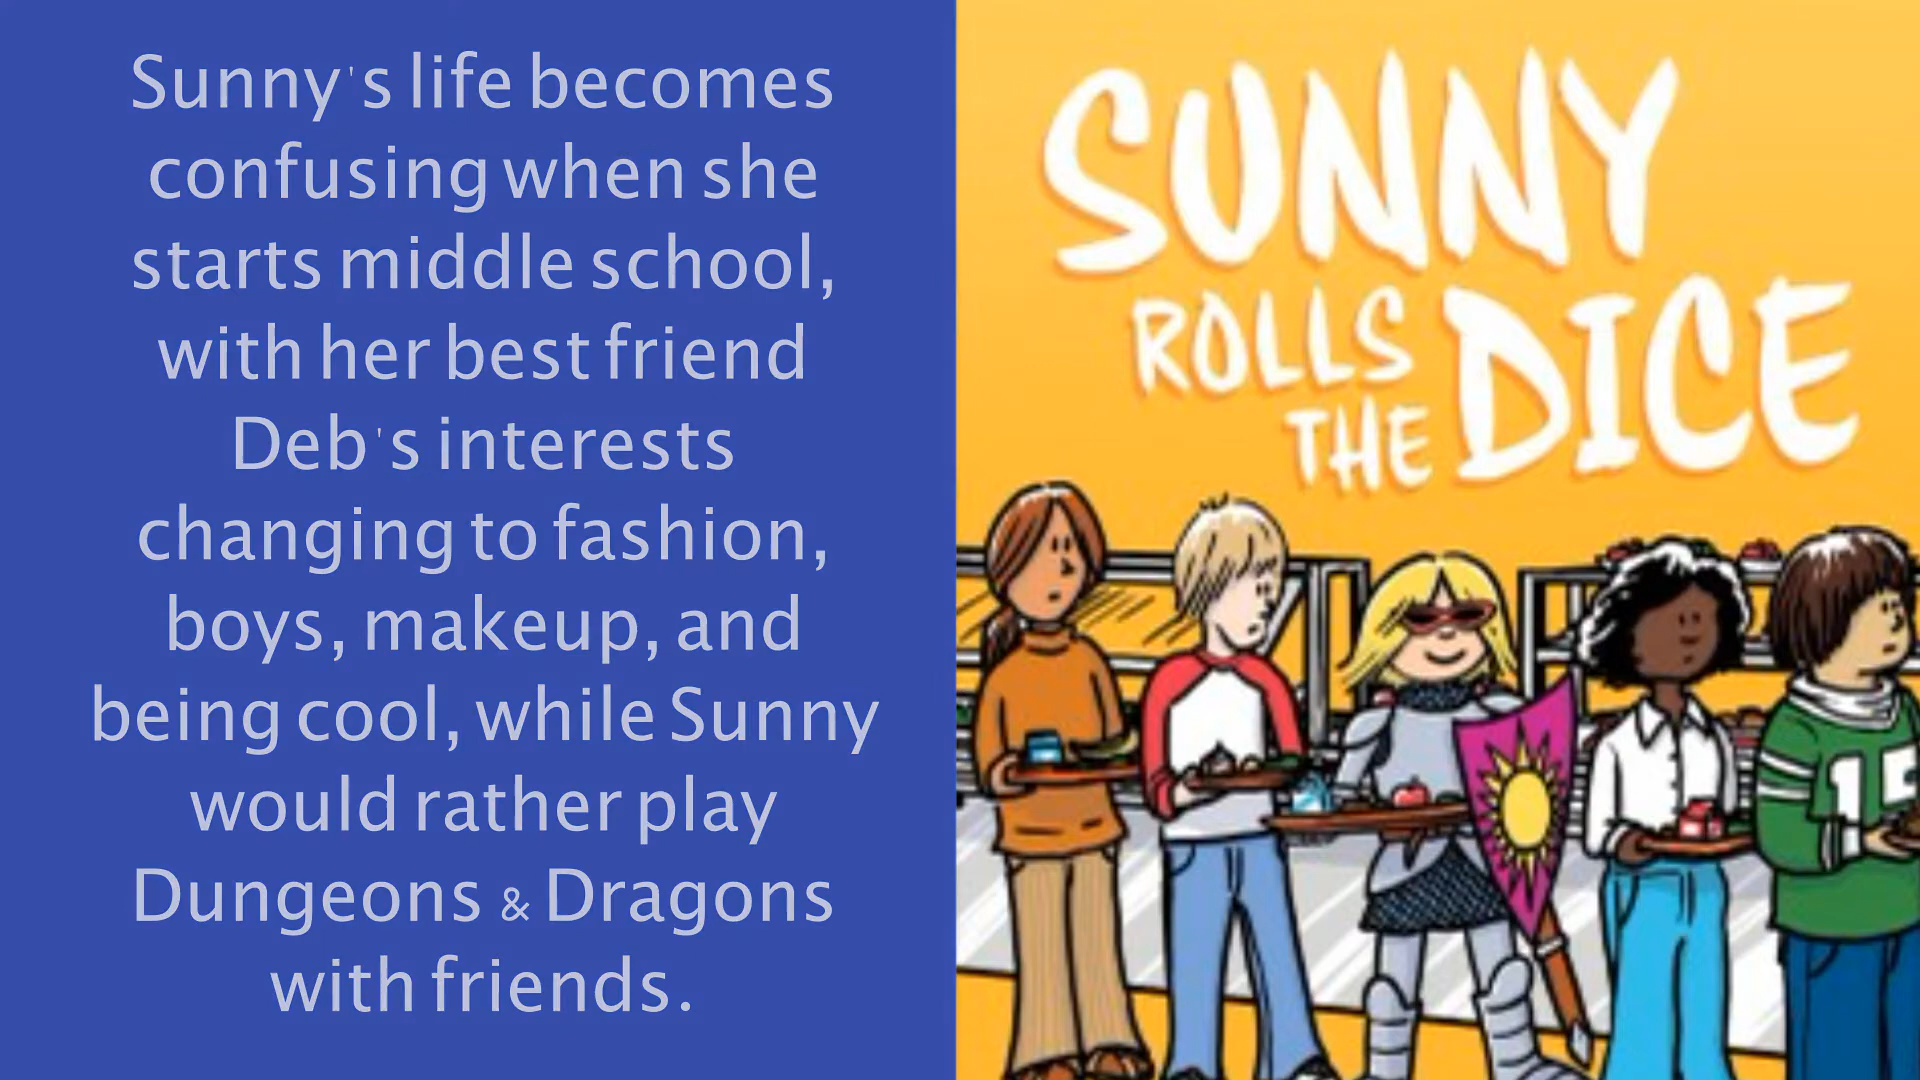 Sunny's life becomes
confusing when she
starts middle school,
with her best friend
Deb's interests
changing to fashion,
boys, makeup, and
being cool, while Sunny
would rather play
Dungeons & Dragons
with friends.
SUNNY
ROLLS
THE DICE
15